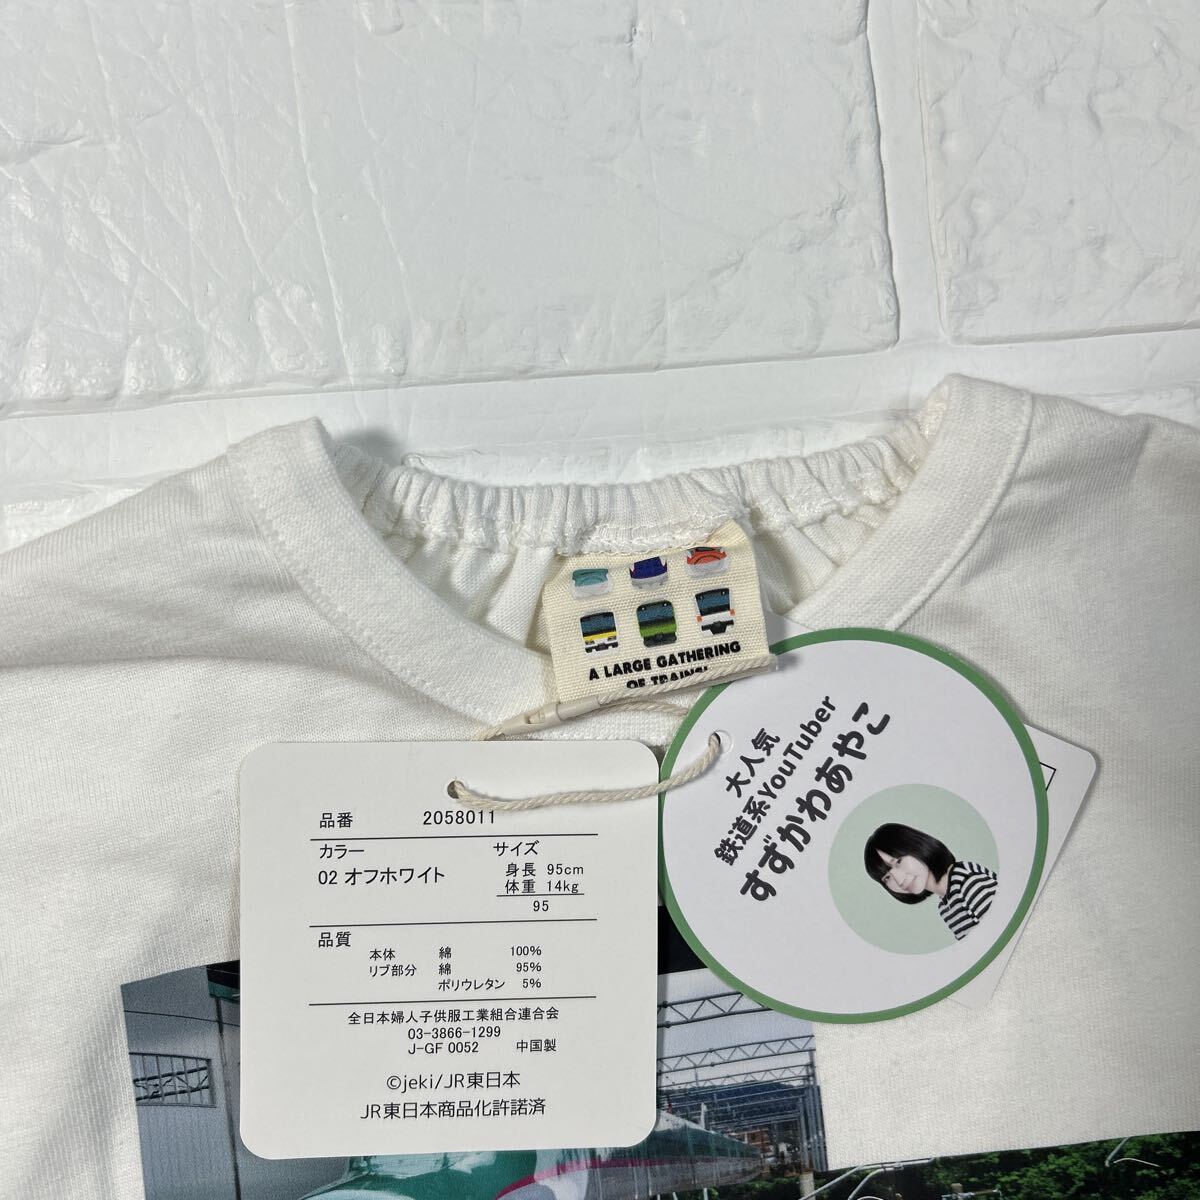 A LARGE GATHERING
OF TRAINS!
大人気
鉄道系YouTuber
すずかわあやこ
品番 2058011
カラー サイズ
02 オフホワイト 身長 95cm
体重 14kg
95
品質
本体 綿 100%
リブ部分 綿 95%
ポリウレタン 5%
全日本婦人子供服工業組合連合会
03-3866-1299
J-GF 0052 中国製
©jeki/JR東日本
JR東日本商品化許諾済